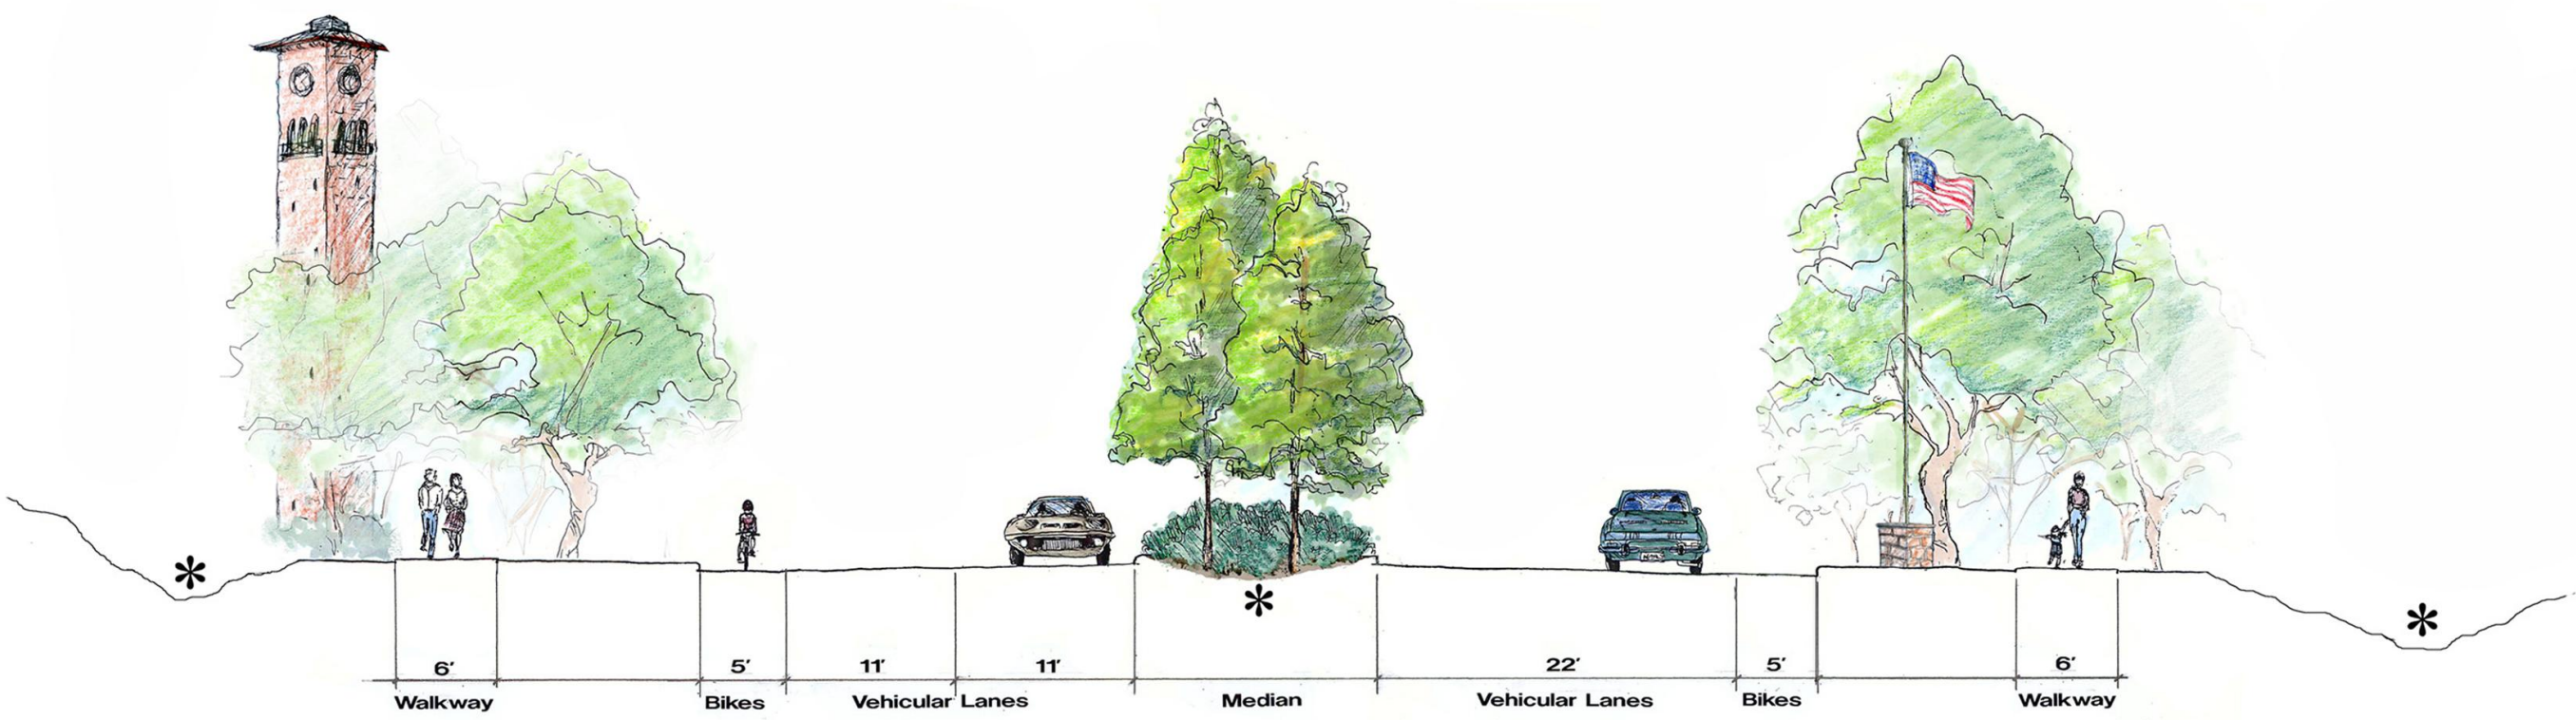 * * *
6′ 5′ 11′ 11′ 22′ 5′ 6′
Walkway Bikes Vehicular Lanes Median Vehicular Lanes Bikes Walkway